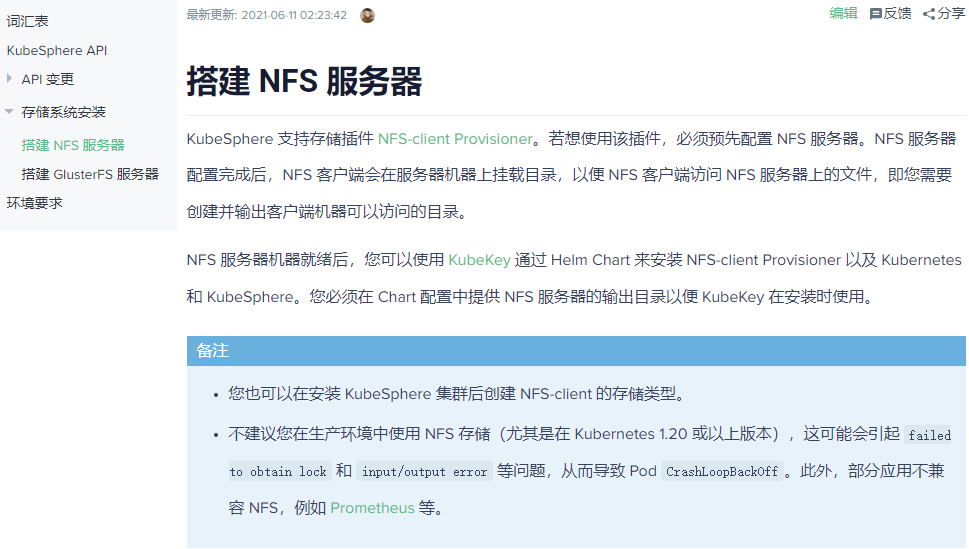 词汇表
KubeSphere API
API 变更
存储系统安装
搭建 NFS 服务器
搭建 GlusterFS 服务器
环境要求
最新更新: 2021-06-11 02:23:42
编辑 反馈 分享
搭建 NFS 服务器
KubeSphere 支持存储插件 NFS-client Provisioner。若想使用该插件，必须预先配置 NFS 服务器。NFS 服务器
配置完成后，NFS 客户端会在服务器机器上挂载目录，以便 NFS 客户端访问 NFS 服务器上的文件，即您需要
创建并输出客户端机器可以访问的目录。
NFS 服务器机器就绪后，您可以使用 KubeKey 通过 Helm Chart 来安装 NFS-client Provisioner 以及 Kubernetes
和 KubeSphere。您必须在 Chart 配置中提供 NFS 服务器的输出目录以便 KubeKey 在安装时使用。
备注
• 您也可以在安装 KubeSphere 集群后创建 NFS-client 的存储类型。
• 不建议您在生产环境中使用 NFS 存储（尤其是在 Kubernetes 1.20 或以上版本），这可能会引起 failed
to obtain lock 和 input/output error 等问题，从而导致 Pod CrashLoopBackOff。此外，部分应用不兼
容 NFS，例如 Prometheus 等。